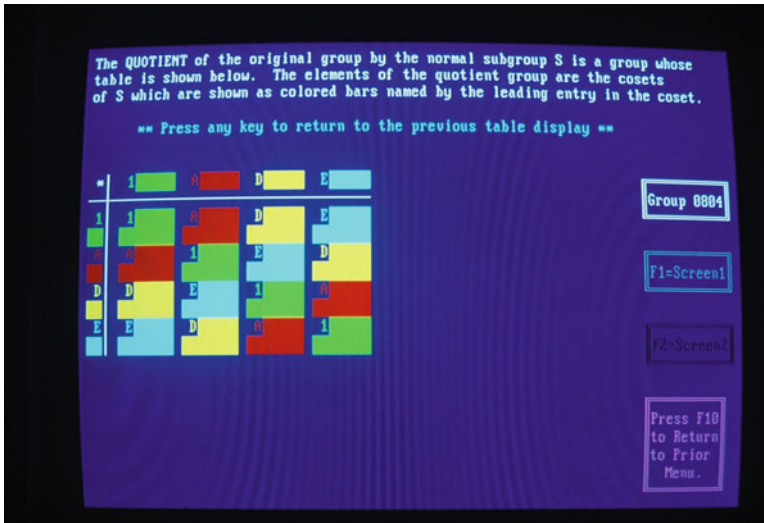 The QUOTIENT of the original group by the normal subgroup S is a group whose
table is shown below. The elements of the quotient group are the cosets
of S which are shown as colored bars named by the leading entry in the coset.
** Press any key to return to the previous table display **
* 1 A D E
1 1 A D E
A A 1 E D
D D E 1 A
E E D A 1
Group 0804
F1=Screen1
F2=Screen2
Press F10
to Return
to Prior
Menu.